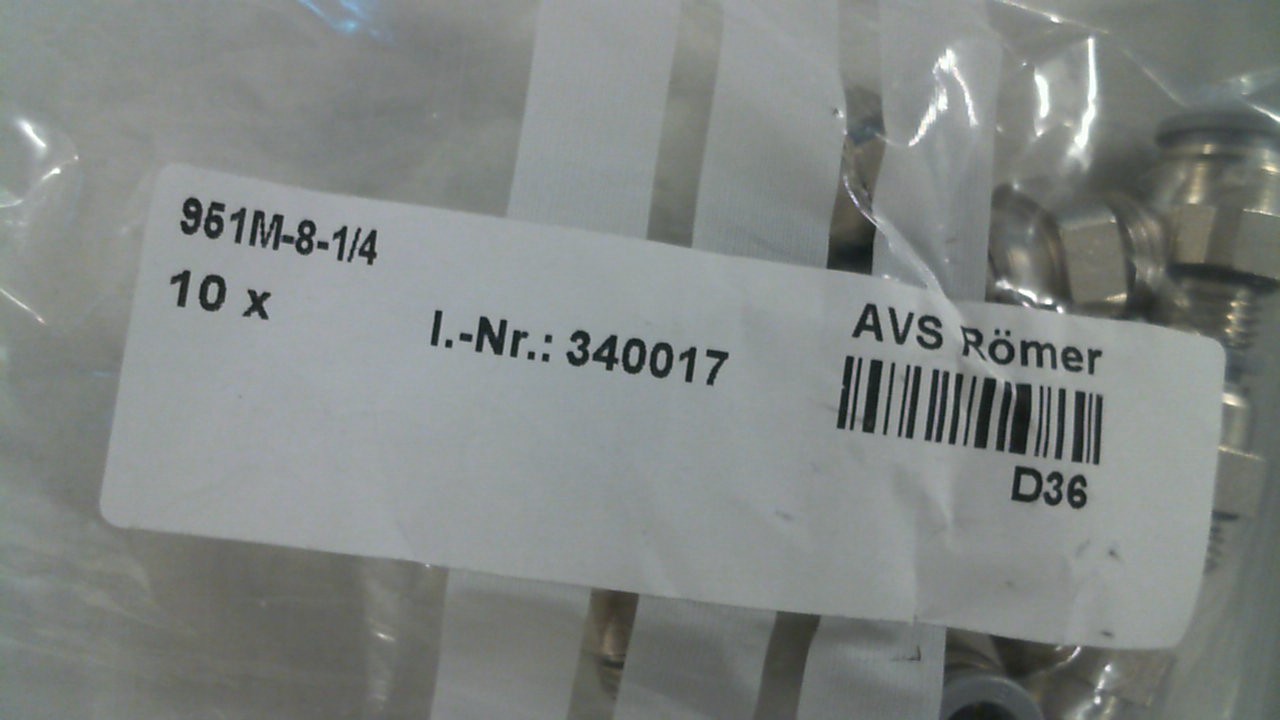 951M-8-1/4
10 x
I.-Nr.: 340017
AVS Römer
D36